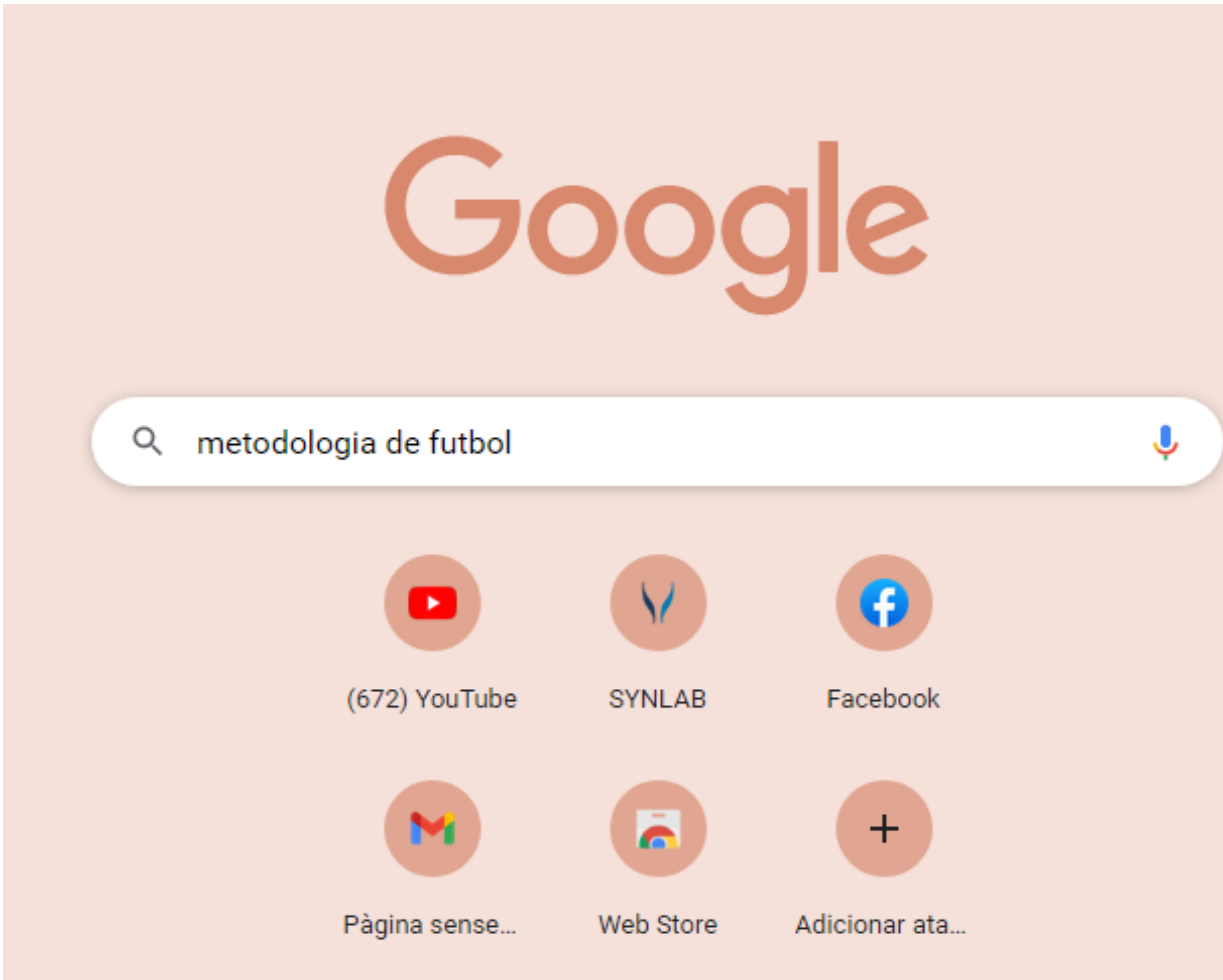 Google
metodologia de futbol
(672) YouTube
SYNLAB
Facebook
Pàgina sense...
Web Store
Adicionar ata...